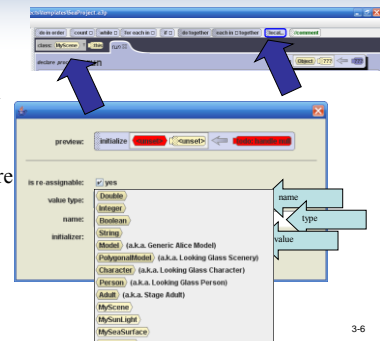 do in order count while for each in if do together each in together local... //comment
class: MyScene this run
declare proc
Object ??? ???
preview: initialize <unset>
re
is re-assignable: yes
value type:
name:
initializer:
Double
Integer
Boolean
String
Model (a.k.a. Generic Alice Model)
PolygonalModel (a.k.a. Looking Glass Scenery)
Character (a.k.a. Looking Glass Character)
Person (a.k.a. Looking Glass Person)
Adult (a.k.a. Stage Adult)
MyScene
MySunLight
MySeaSurface
name
type
value
3-6